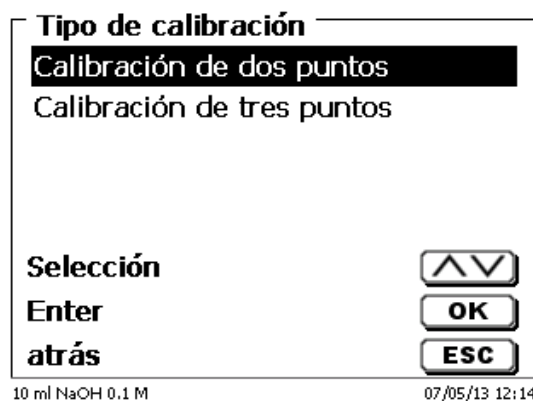 Tipo de calibración
Calibración de dos puntos
Calibración de tres puntos
Selección
Enter OK
atrás ESC
10 ml NaOH 0.1 M 07/05/13 12:14